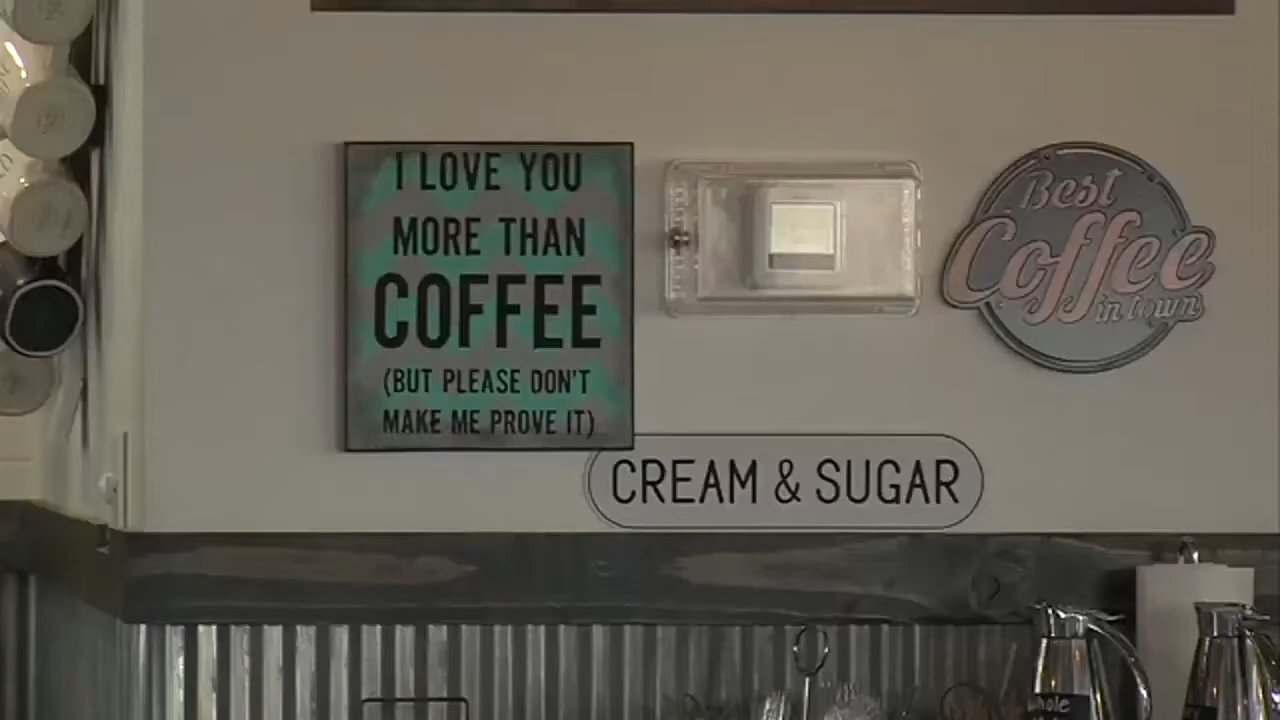 I LOVE YOU
MORE THAN
COFFEE
(BUT PLEASE DON'T
MAKE ME PROVE IT)
Best
Coffee
in town
CREAM & SUGAR